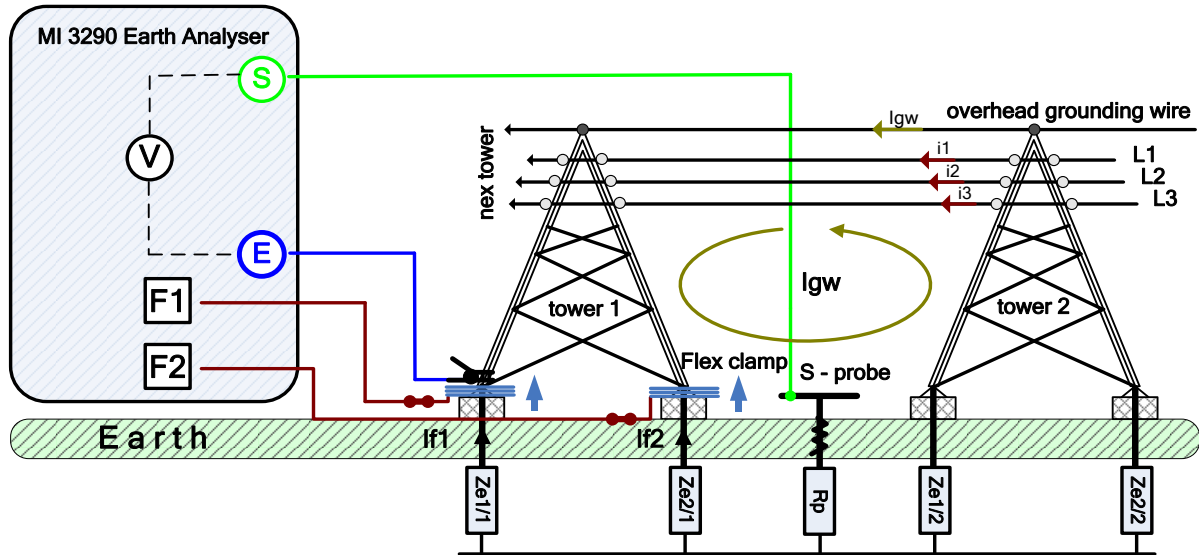 MI 3290 Earth Analyser
S
V
E
F1
F2
overhead grounding wire
Igw
nex tower
i1
L1
i2
L2
i3
L3
Igw
tower 1
tower 2
Flex clamp
S - probe
Earth
If1
If2
Ze1/1
Ze2/1
Rp
Ze1/2
Ze2/2